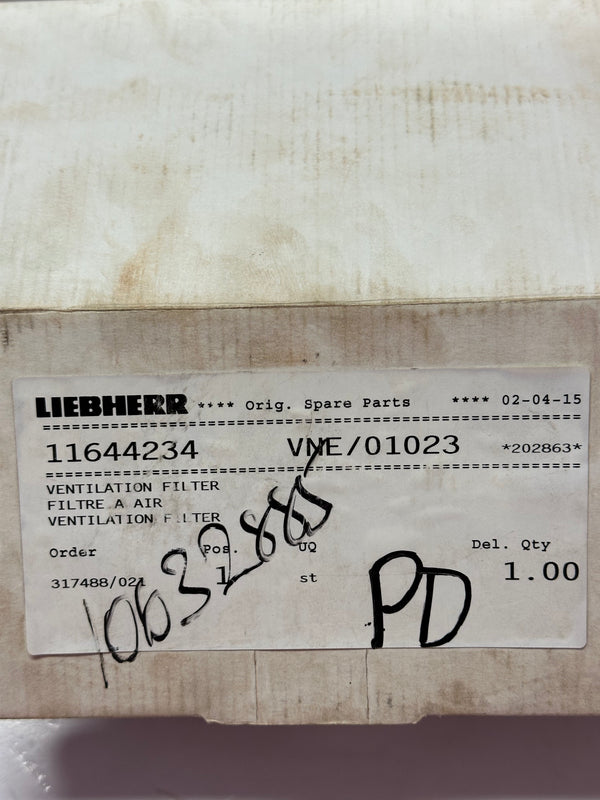 LIEBHERR **** Orig. Spare Parts **** 02-04-15
11644234 VNE/01023 *202863*
VENTILATION FILTER
FILTRE A AIR
VENTILATION FILTER
Order Pos. UQ Del. Qty
317488/021 1 st 1.00
10632885
PD